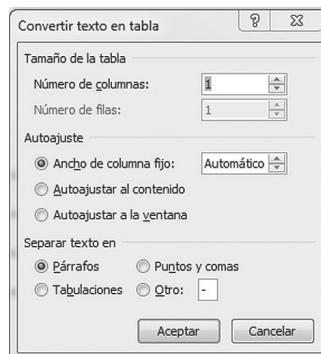 Convertir texto en tabla
Tamaño de la tabla
Número de columnas: 1
Número de filas: 1
Autoajuste
Ancho de columna fijo: Automático
Autoajustar al contenido
Autoajustar a la ventana
Separar texto en
Párrafos Puntos y comas
Tabulaciones Otro: -
Aceptar Cancelar